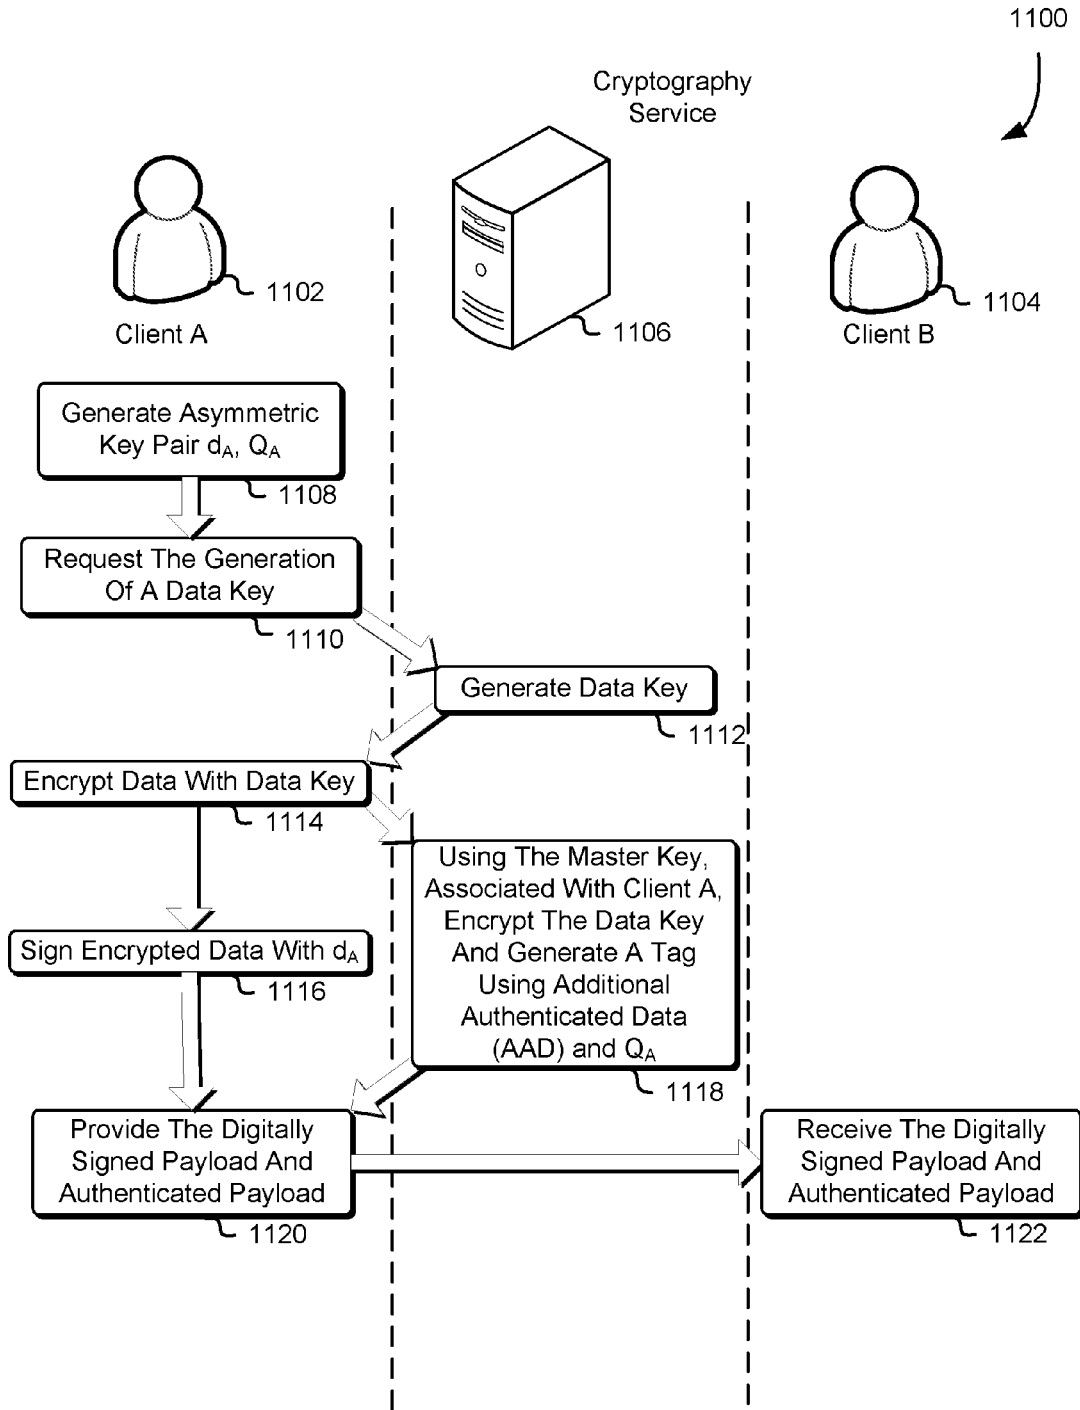 1100
Cryptography
Service
1102
Client A
1106
1104
Client B
Generate Asymmetric
Key Pair dA, QA
1108
Request The Generation
Of A Data Key
1110
Generate Data Key
1112
Encrypt Data With Data Key
1114
Using The Master Key,
Associated With Client A,
Encrypt The Data Key
And Generate A Tag
Using Additional
Authenticated Data
(AAD) and QA
1118
Sign Encrypted Data With dA
1116
Provide The Digitally
Signed Payload And
Authenticated Payload
1120
Receive The Digitally
Signed Payload And
Authenticated Payload
1122